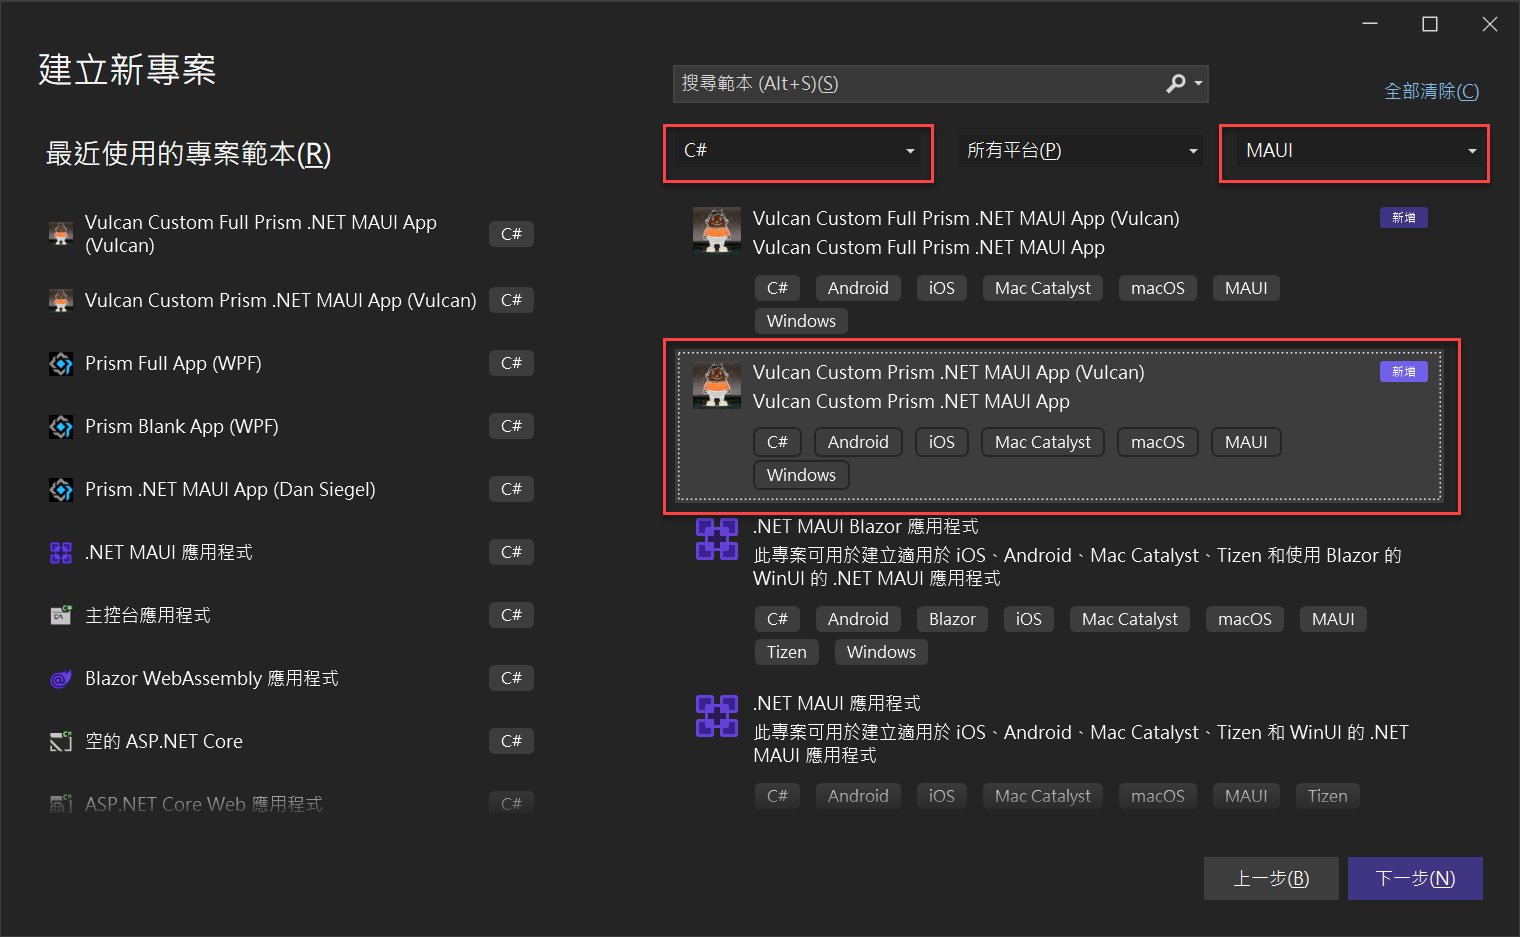 建立新專案
搜尋範本 (Alt+S)(S)
全部清除(C)
最近使用的專案範本(R)
C#
所有平台(P)
MAUI
Vulcan Custom Full Prism .NET MAUI App
(Vulcan)
C#
Vulcan Custom Prism .NET MAUI App (Vulcan)
C#
Prism Full App (WPF)
C#
Prism Blank App (WPF)
C#
Prism .NET MAUI App (Dan Siegel)
C#
.NET MAUI 應用程式
C#
主控台應用程式
C#
Blazor WebAssembly 應用程式
C#
空的 ASP.NET Core
C#
ASP.NET Core Web 應用程式
C#
Vulcan Custom Full Prism .NET MAUI App (Vulcan)
新增
Vulcan Custom Full Prism .NET MAUI App
C# Android iOS Mac Catalyst macOS MAUI
Windows
Vulcan Custom Prism .NET MAUI App (Vulcan)
新增
Vulcan Custom Prism .NET MAUI App
C# Android iOS Mac Catalyst macOS MAUI
Windows
.NET MAUI Blazor 應用程式
此專案可用於建立適用於 iOS、Android、Mac Catalyst、Tizen 和使用 Blazor 的
WinUI 的 .NET MAUI 應用程式
C# Android Blazor iOS Mac Catalyst macOS MAUI
Tizen Windows
.NET MAUI 應用程式
此專案可用於建立適用於 iOS、Android、Mac Catalyst、Tizen 和 WinUI 的 .NET
MAUI 應用程式
C# Android iOS Mac Catalyst macOS MAUI Tizen
上一步(B)
下一步(N)